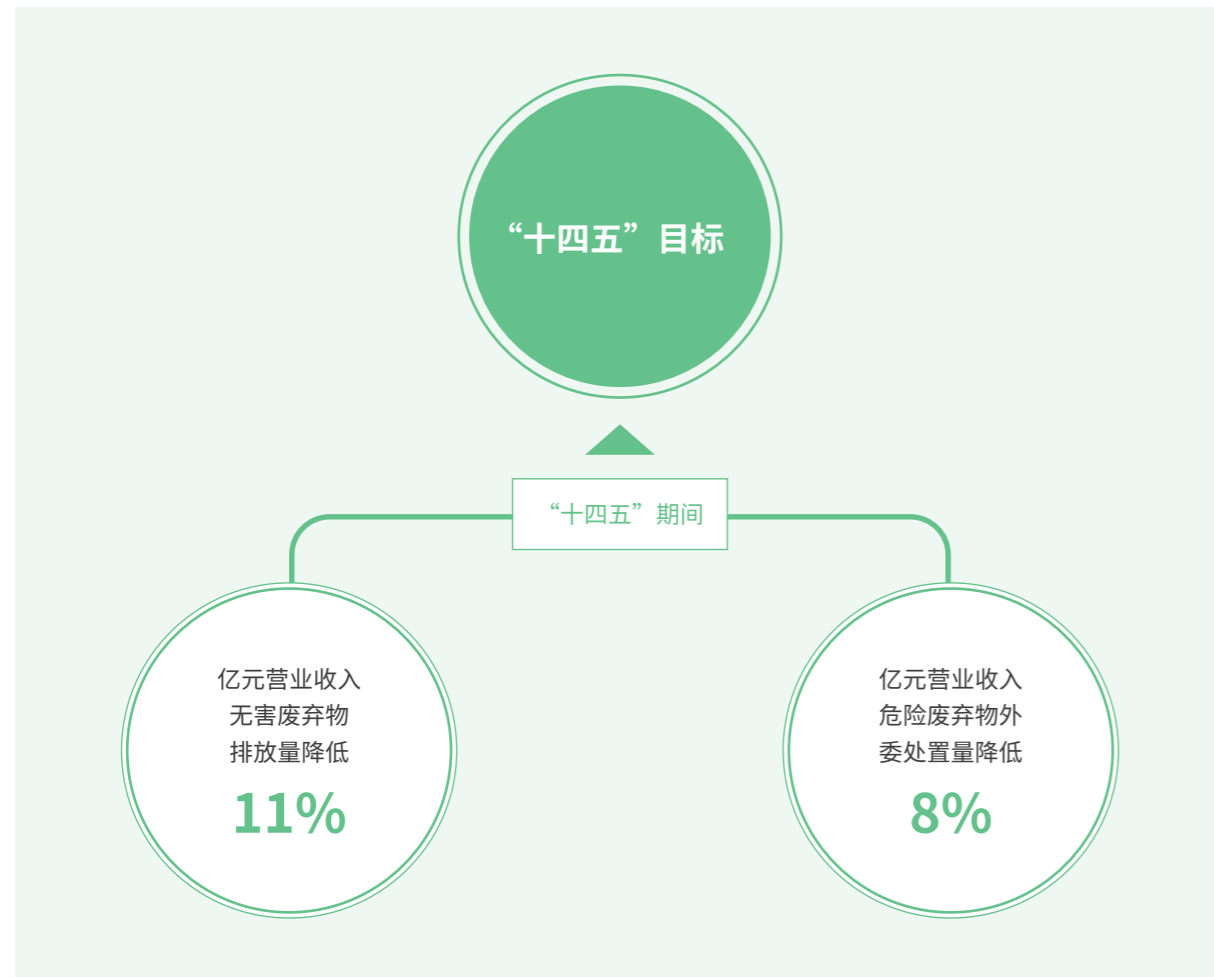 “十四五”目标
“十四五”期间
亿元营业收入
无害废弃物
排放量降低
11%
亿元营业收入
危险废弃物外
委处置量降低
8%